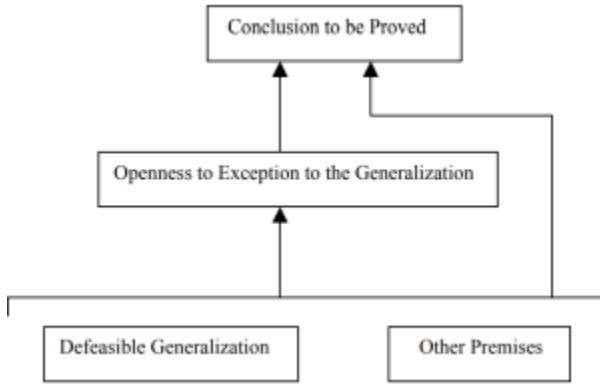 Conclusion to be Proved
Openness to Exception to the Generalization
Defeasible Generalization
Other Premises